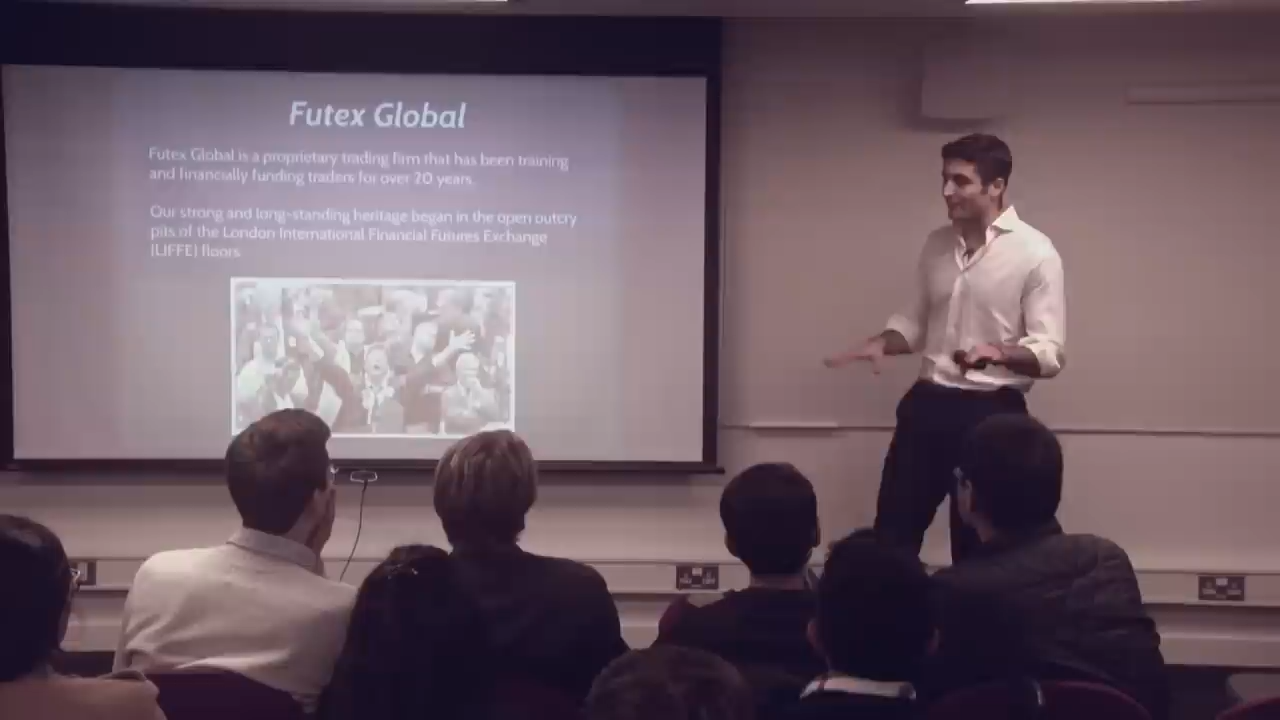 Futex Global
Futex Global is a proprietary trading firm that has been training
and financially funding traders for over 20 years.
Our strong and long-standing heritage began in the open outcry
pits of the London International Financial Futures Exchange
(LIFFE) floors.